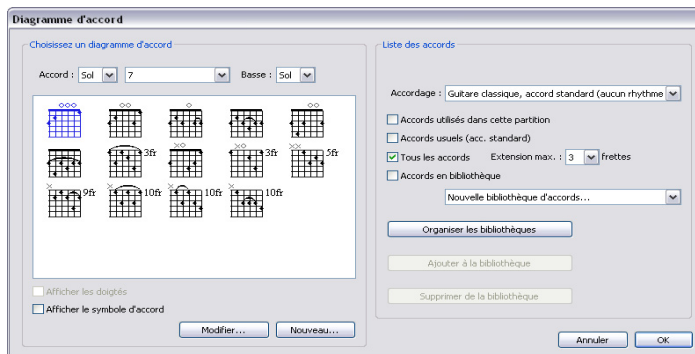 Diagramme d'accord
Choisissez un diagramme d'accord
Accord : Sol 7 Basse : Sol
3fr 3fr 5fr
9fr 10fr 10fr 10fr
Afficher les doigtés
Afficher le symbole d'accord
Modifier... Nouveau...
Liste des accords
Accordage : Guitare classique, accord standard (aucun rhythme
Accords utilisés dans cette partition
Accords usuels (acc. standard)
Tous les accords Extension max. : 3 frettes
Accords en bibliothèque
Nouvelle bibliothèque d'accords...
Organiser les bibliothèques
Ajouter à la bibliothèque
Supprimer de la bibliothèque
Annuler OK